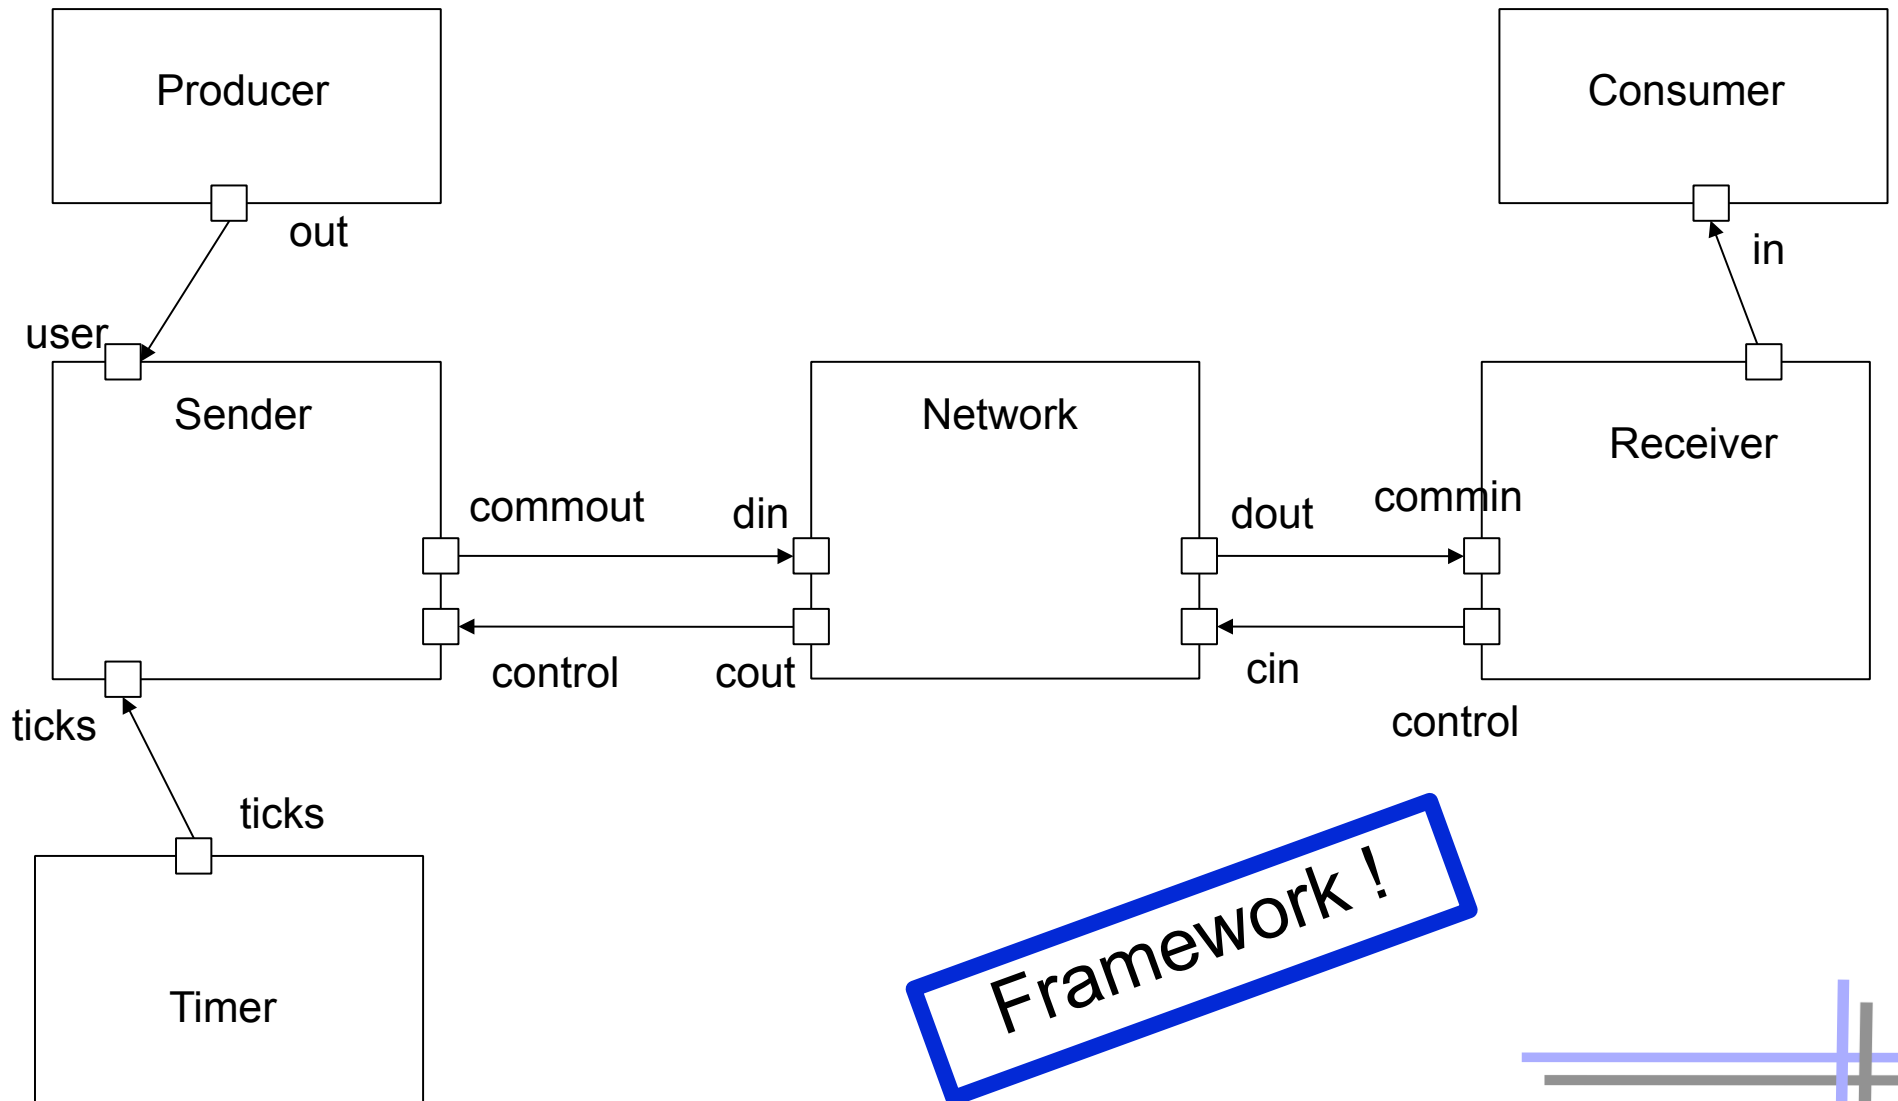 Producer
Consumer
out
in
user
Sender
Network
Receiver
commout
din
dout
commin
control
cout
cin
control
ticks
ticks
Framework !
Timer